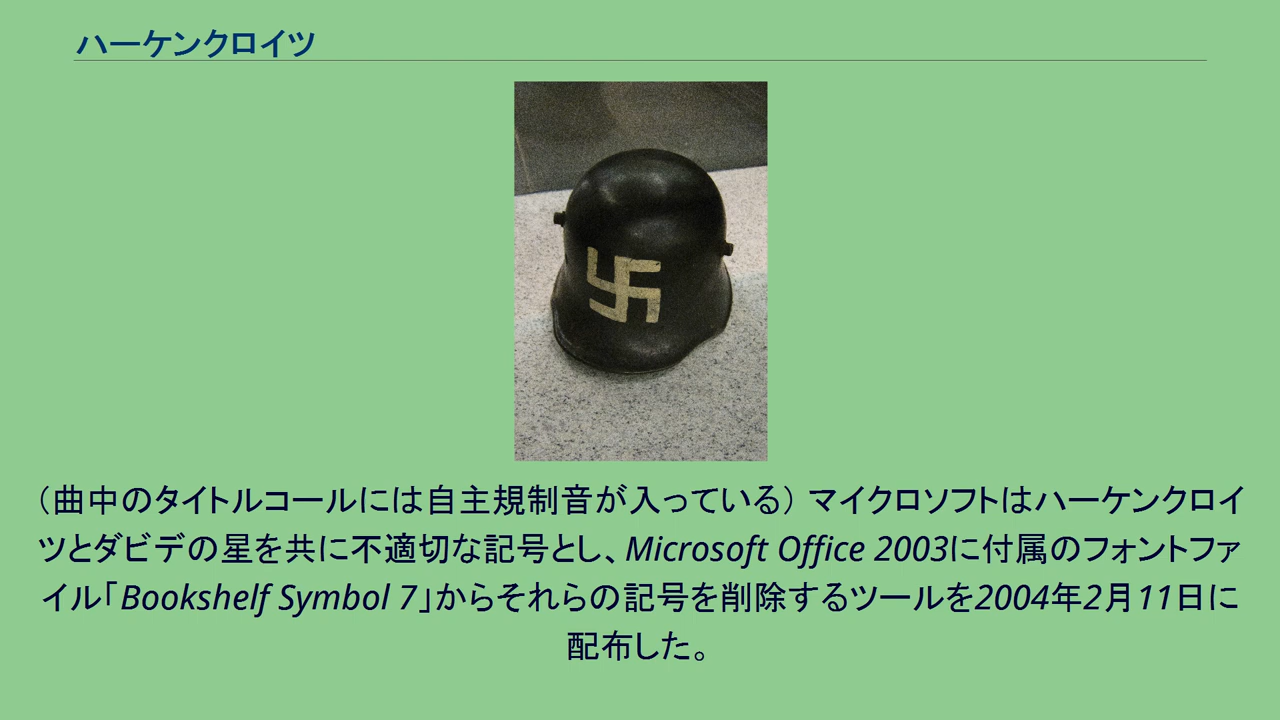 ハーケンクロイツ
（曲中のタイトルコールには自主規制音が入っている） マイクロソフトはハーケンクロイ
ツとダビデの星を共に不適切な記号とし、Microsoft Office 2003に付属のフォントファ
イル「Bookshelf Symbol 7」からそれらの記号を削除するツールを2004年2月11日に
配布した。